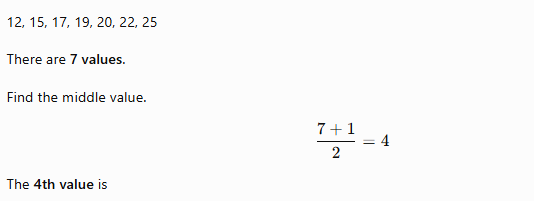 12, 15, 17, 19, 20, 22, 25
There are 7 values.
Find the middle value.
7 + 1
2
= 4
The 4th value is